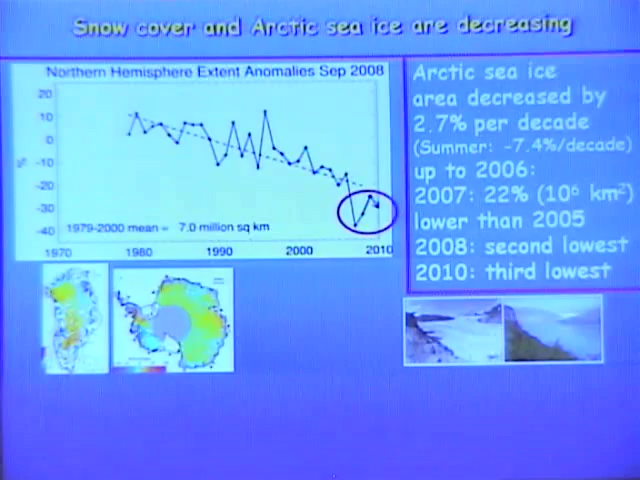 Snow cover and Arctic sea ice are decreasing
Northern Hemisphere Extent Anomalies Sep 2008
20
10
0
-10
-20
-30
-40
%
1979-2000 mean = 7.0 million sq km
1970 1980 1990 2000 2010
Arctic sea ice
area decreased by
2.7% per decade
(Summer: -7.4%/decade)
up to 2006:
2007: 22% (10⁶ km²)
lower than 2005
2008: second lowest
2010: third lowest